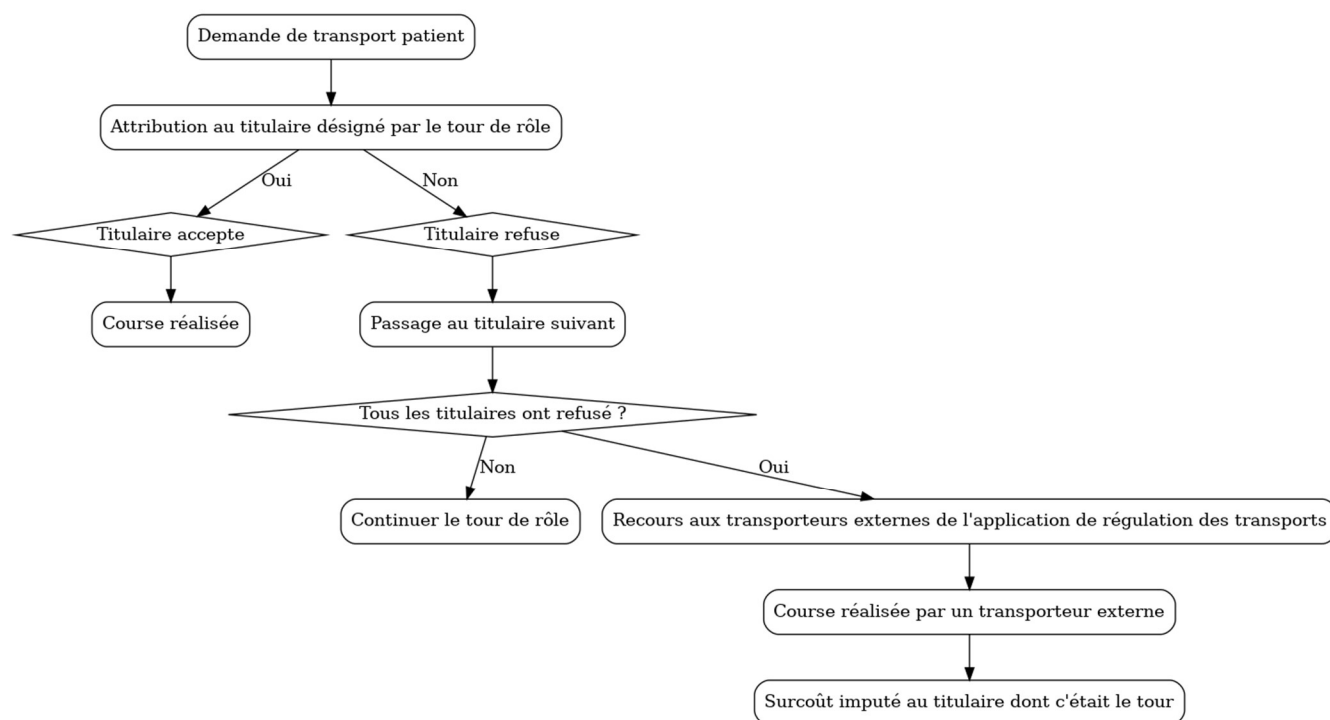 Demande de transport patient
Attribution au titulaire désigné par le tour de rôle
Oui
Non
Titulaire accepte
Titulaire refuse
Course réalisée
Passage au titulaire suivant
Tous les titulaires ont refusé ?
Non
Oui
Continuer le tour de rôle
Recours aux transporteurs externes de l'application de régulation des transports
Course réalisée par un transporteur externe
Surcoût imputé au titulaire dont c'était le tour